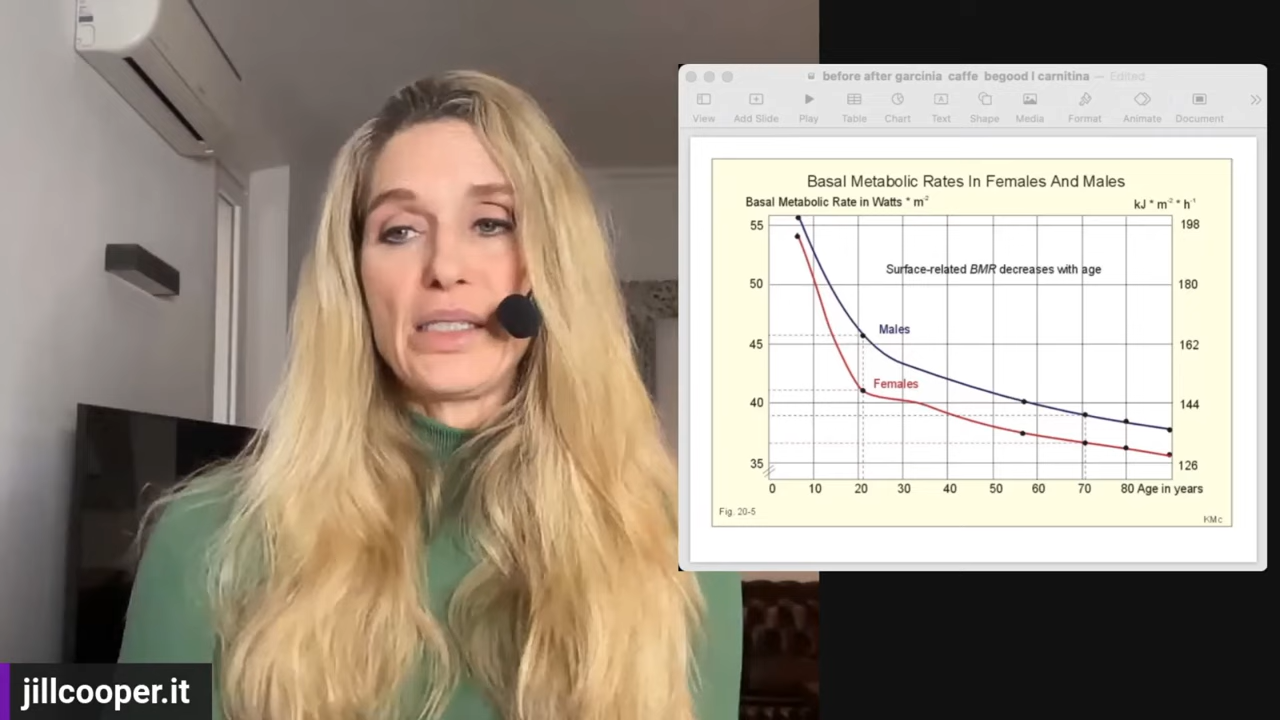 before after garcinia caffe begood l carnitina — Edited
View Add Slide Play Table Chart Text Shape Media Format Animate Document
Basal Metabolic Rates In Females And Males
Basal Metabolic Rate in Watts * m⁻²
kJ * m⁻² * h⁻¹
55 198
Surface-related BMR decreases with age
50 180
Males
45 162
Females
40 144
35 126
0 10 20 30 40 50 60 70 80 Age in years
Fig. 20-5
KMc
jillcooper.it